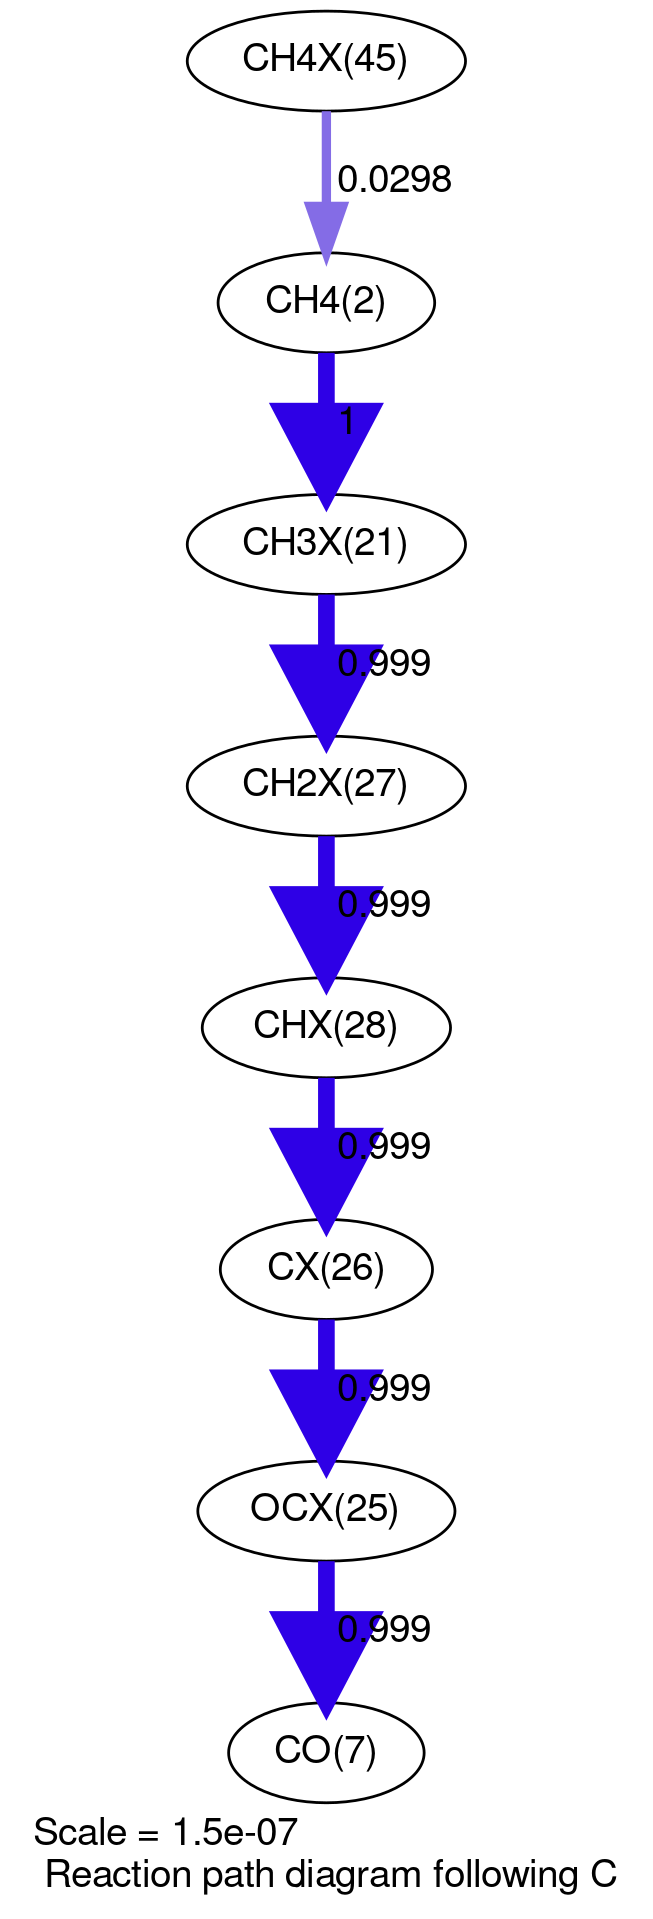 CH4X(45)
0.0298
CH4(2)
1
CH3X(21)
0.999
CH2X(27)
0.999
CHX(28)
0.999
CX(26)
0.999
OCX(25)
0.999
CO(7)
Scale = 1.5e-07
Reaction path diagram following C